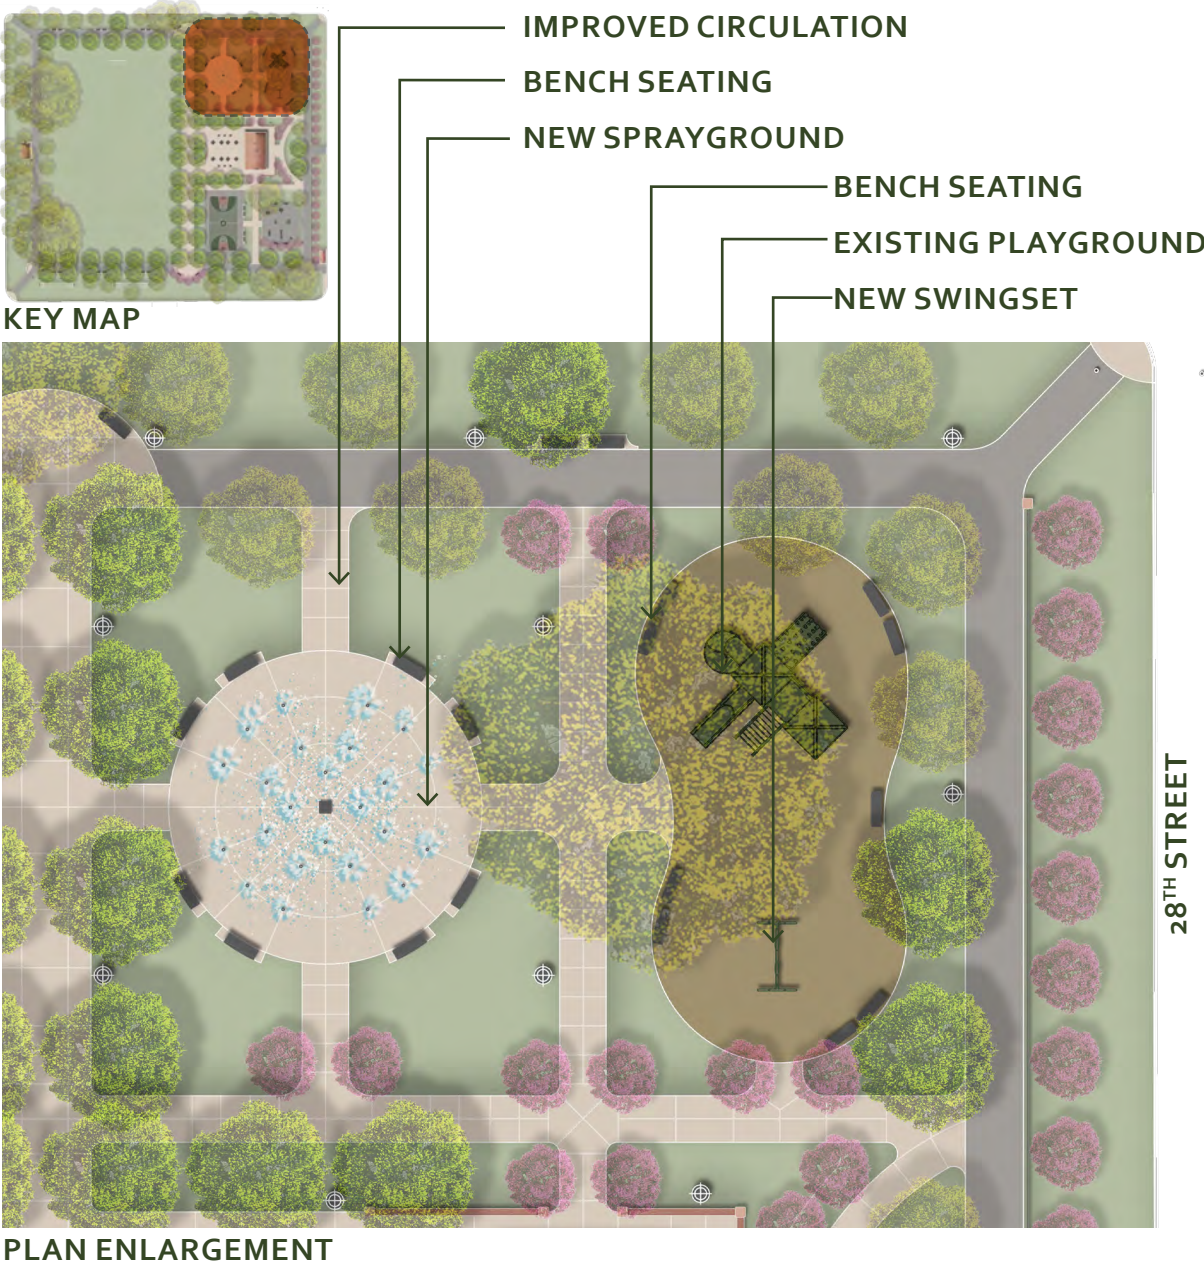 IMPROVED CIRCULATION
BENCH SEATING
NEW SPRAYGROUND
BENCH SEATING
EXISTING PLAYGROUND
NEW SWINGSET
KEY MAP
28TH STREET
PLAN ENLARGEMENT